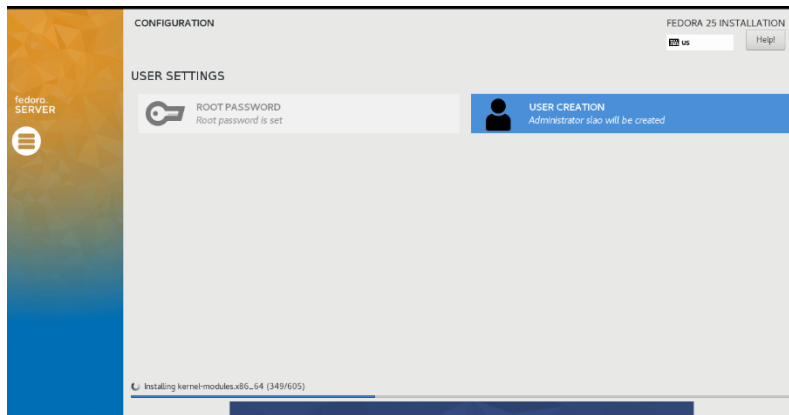 CONFIGURATION
FEDORA 25 INSTALLATION
us
Help!
USER SETTINGS
fedora
SERVER
ROOT PASSWORD
Root password is set
USER CREATION
Administrator slao will be created
Installing kernel-modules.x86_64 (349/605)